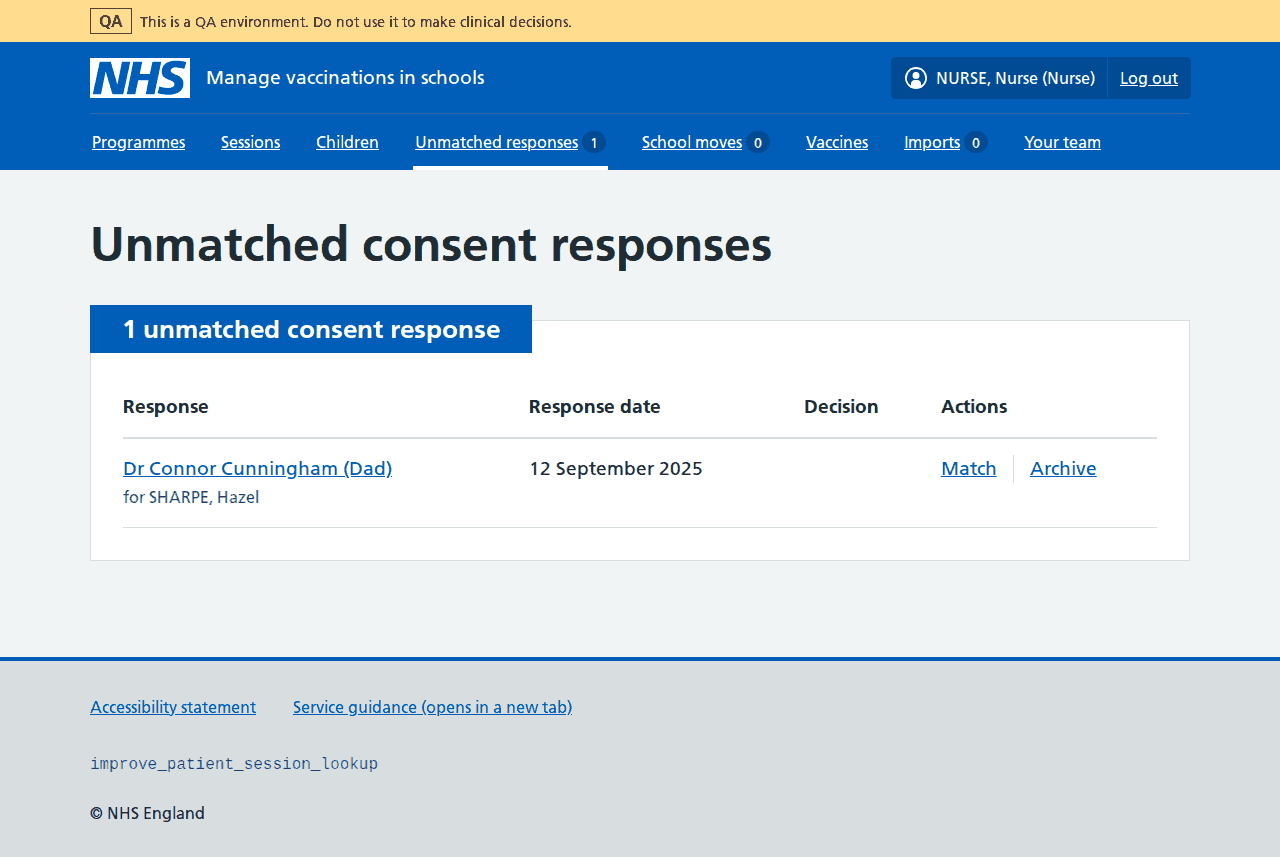 QA This is a QA environment. Do not use it to make clinical decisions.
NHS Manage vaccinations in schools NURSE, Nurse (Nurse) Log out
Programmes Sessions Children Unmatched responses 1 School moves 0 Vaccines Imports 0 Your team
Unmatched consent responses
1 unmatched consent response
Response Response date Decision Actions
Dr Connor Cunningham (Dad) 12 September 2025 Match Archive
for SHARPE, Hazel
Accessibility statement Service guidance (opens in a new tab)
improve_patient_session_lookup
© NHS England